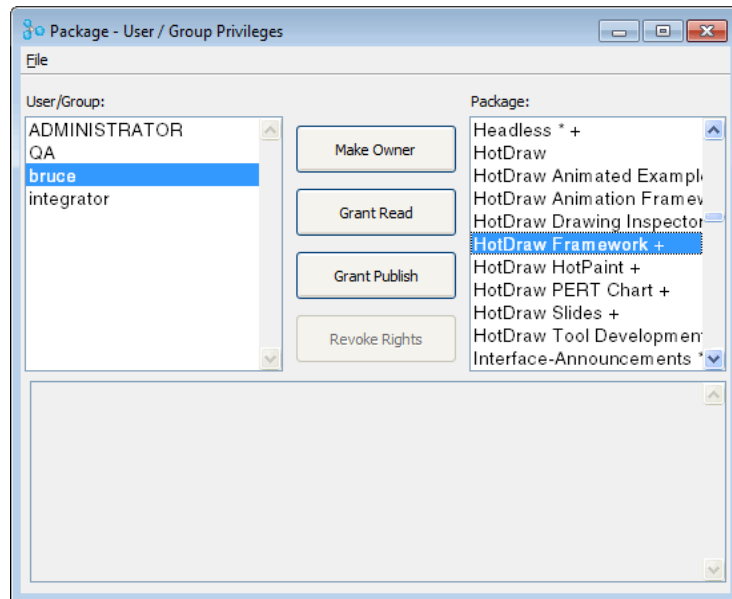 Package - User / Group Privileges
File
User/Group:
ADMINISTRATOR
QA
bruce
integrator
Make Owner
Grant Read
Grant Publish
Revoke Rights
Package:
Headless * +
HotDraw
HotDraw Animated Exampl
HotDraw Animation Framew
HotDraw Drawing Inspector
HotDraw Framework +
HotDraw HotPaint +
HotDraw PERT Chart +
HotDraw Slides +
HotDraw Tool Development
Interface-Announcements *